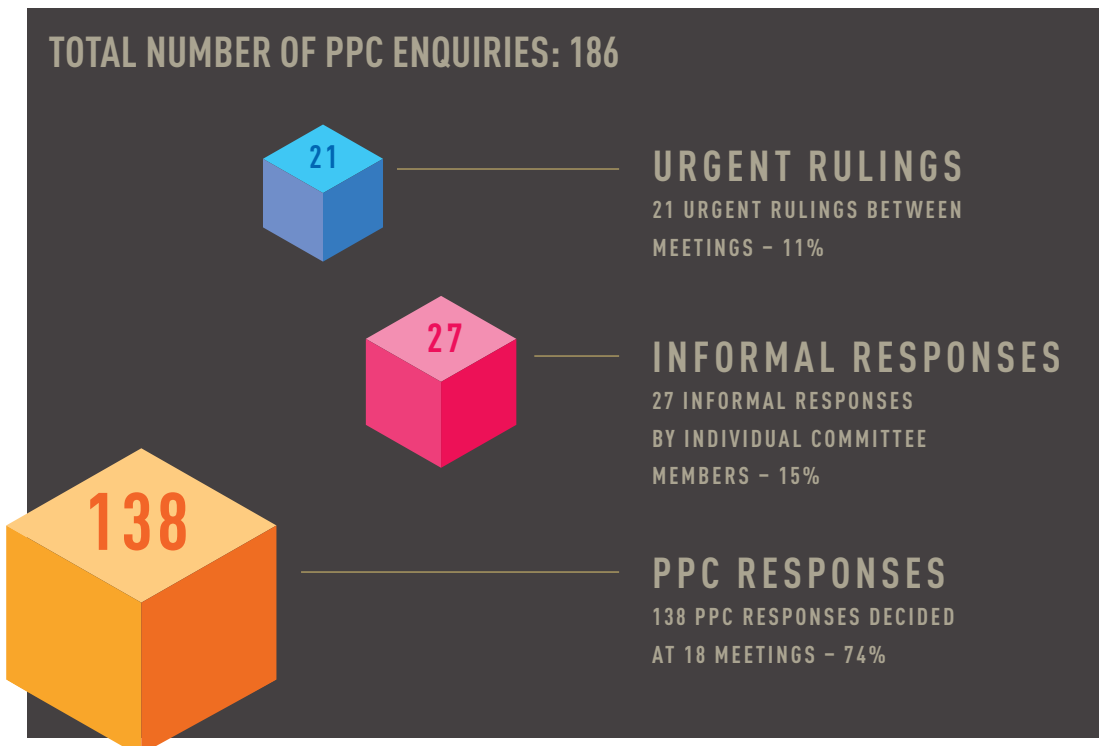 TOTAL NUMBER OF PPC ENQUIRIES: 186
21
URGENT RULINGS
21 URGENT RULINGS BETWEEN
MEETINGS – 11%
27
INFORMAL RESPONSES
27 INFORMAL RESPONSES
BY INDIVIDUAL COMMITTEE
MEMBERS – 15%
138
PPC RESPONSES
138 PPC RESPONSES DECIDED
AT 18 MEETINGS – 74%